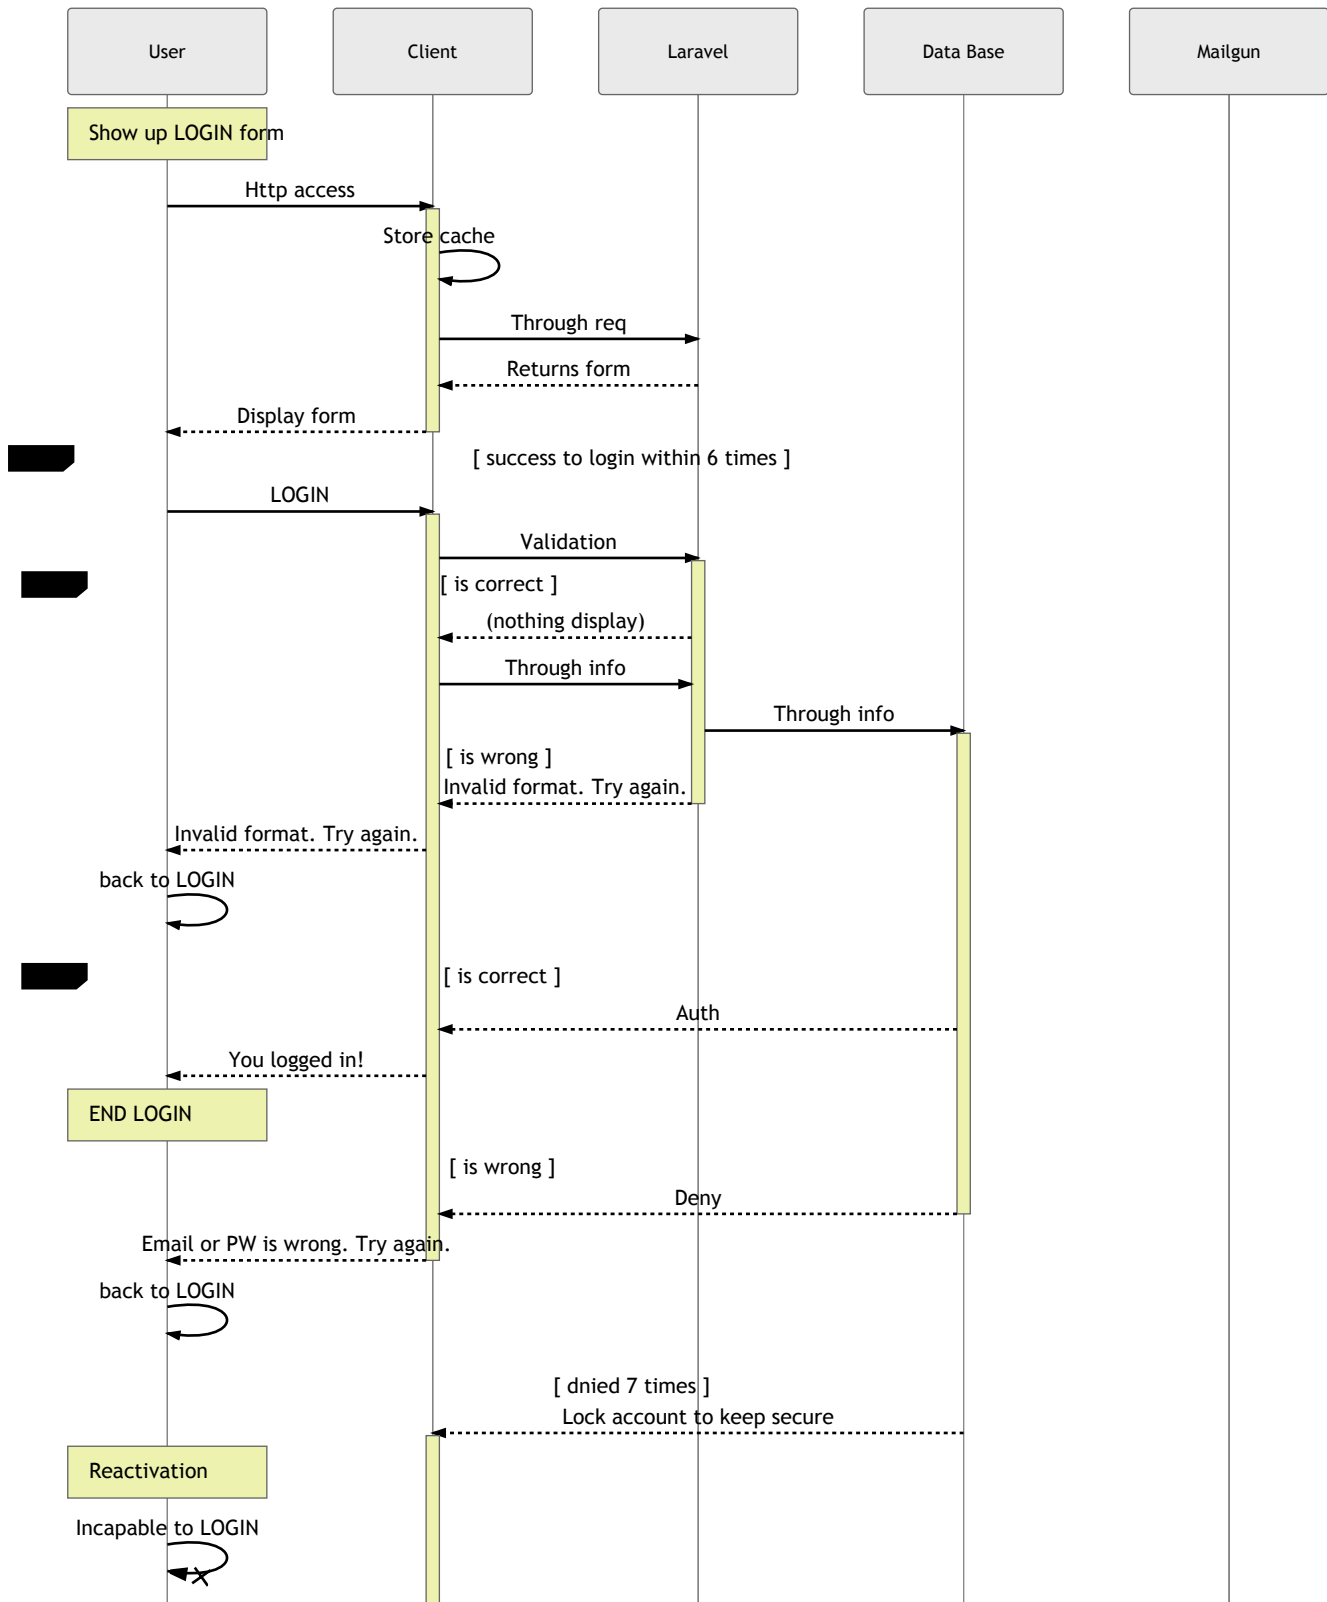 User
Client
Laravel
Data Base
Mailgun
Show up LOGIN form
Http access
Store cache
Through req
Returns form
Display form
[ success to login within 6 times ]
LOGIN
Validation
[ is correct ]
(nothing display)
Through info
Through info
[ is wrong ]
Invalid format. Try again.
Invalid format. Try again.
back to LOGIN
[ is correct ]
Auth
You logged in!
END LOGIN
[ is wrong ]
Deny
Email or PW is wrong. Try again.
back to LOGIN
[ dnied 7 times ]
Lock account to keep secure
Reactivation
Incapable to LOGIN